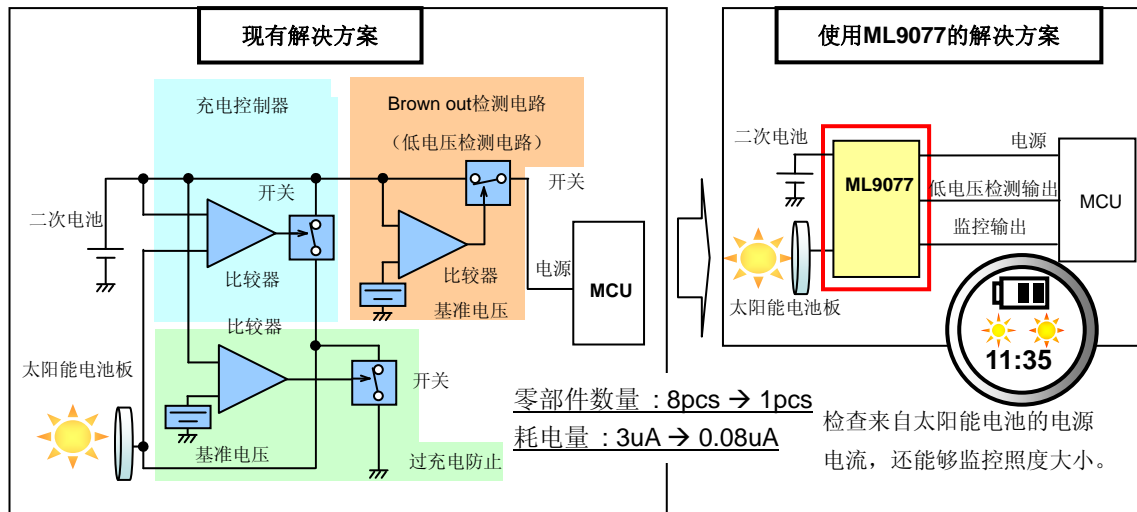 现有解决方案
充电控制器
Brown out检测电路
(低电压检测电路)
开关
开关
二次电池
比较器
比较器
基准电压
电源
MCU
比较器
太阳能电池板
开关
基准电压
过充电防止
零部件数量 : 8pcs → 1pcs
耗电量 : 3uA → 0.08uA
使用ML9077的解决方案
二次电池
电源
ML9077
低电压检测输出
MCU
监控输出
太阳能电池板
11:35
检查来自太阳能电池的电源
电流，还能够监控照度大小。